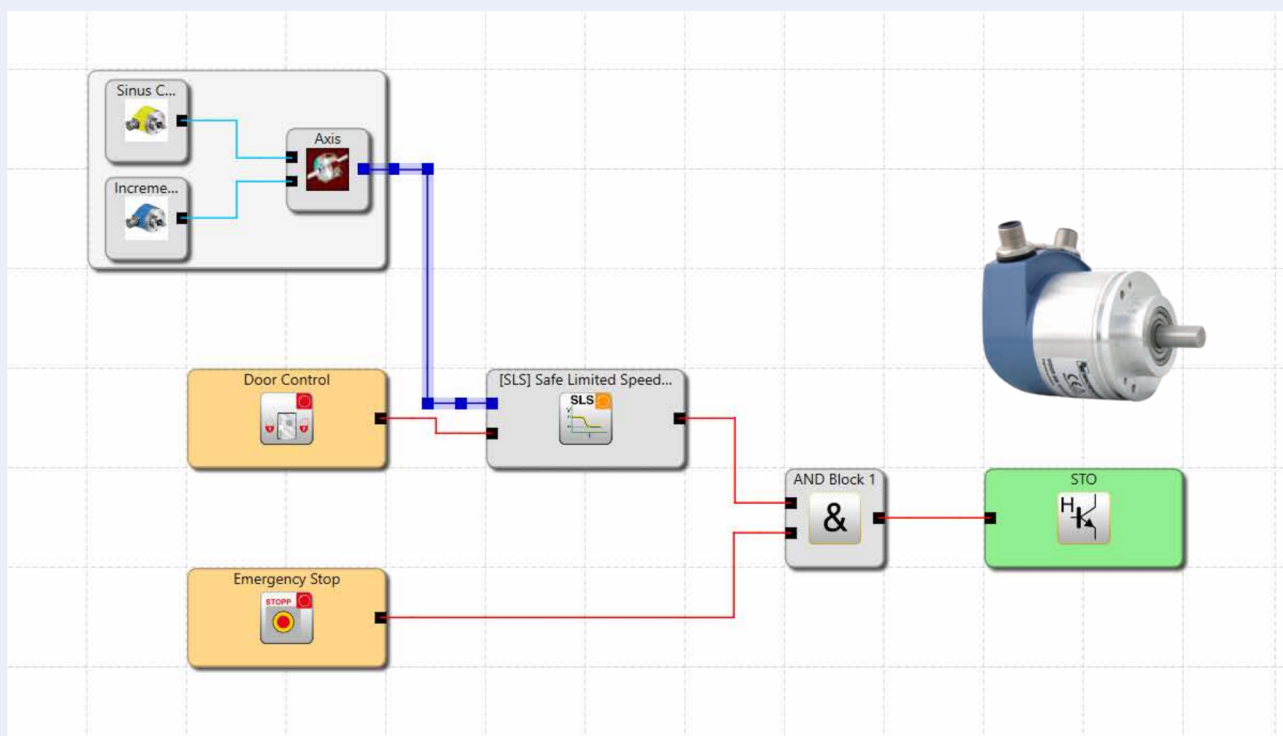 Sinus C...
Axis
Increme...
Door Control
[SLS] Safe Limited Speed...
SLS
V
AND Block 1
&
STO
H
Emergency Stop
STOPP